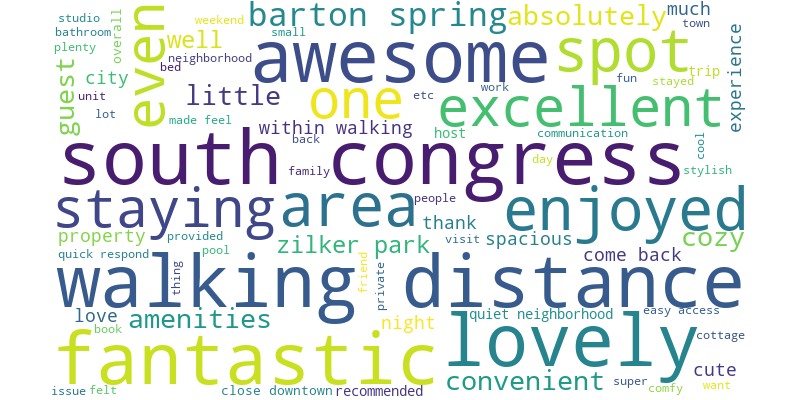 studio
weekend
barton spring
absolutely
much
town
bathroom
plenty
overall
even
well
small
awesome
spot
experience
neighborhood
guest
city
bed
trip
fun
stayed
unit
little
one
etc
work
excellent
lot
made feel
within walking
host
communication
back
cool
south congress
family
day
stylish
staying
area
people
enjoyed
property
provided
thank
zilker park
visit
spacious
cozy
quick respond
pool
come back
walking distance
thing
friend
private
love
book
amenities
night
quiet neighborhood
easy access
lovely
cottage
fantastic
convenient
super
cute
issue
felt
close downtown
recommended
comfy
want